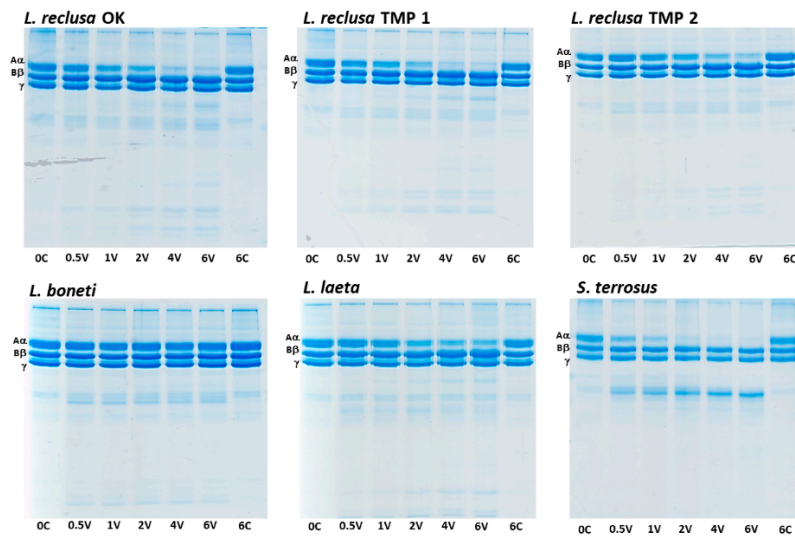 L. reclusa OK
L. reclusa TMP 1
L. reclusa TMP 2
Aα
Bβ
γ
Aα
Bβ
γ
Aα
Bβ
γ
0C 0.5V 1V 2V 4V 6V 6C
0C 0.5V 1V 2V 4V 6V 6C
0C 0.5V 1V 2V 4V 6V 6C
L. boneti
L. laeta
S. terrosus
Aα
Bβ
γ
Aα
Bβ
γ
Aα
Bβ
γ
0C 0.5V 1V 2V 4V 6V 6C
0C 0.5V 1V 2V 4V 6V 6C
0C 0.5V 1V 2V 4V 6V 6C